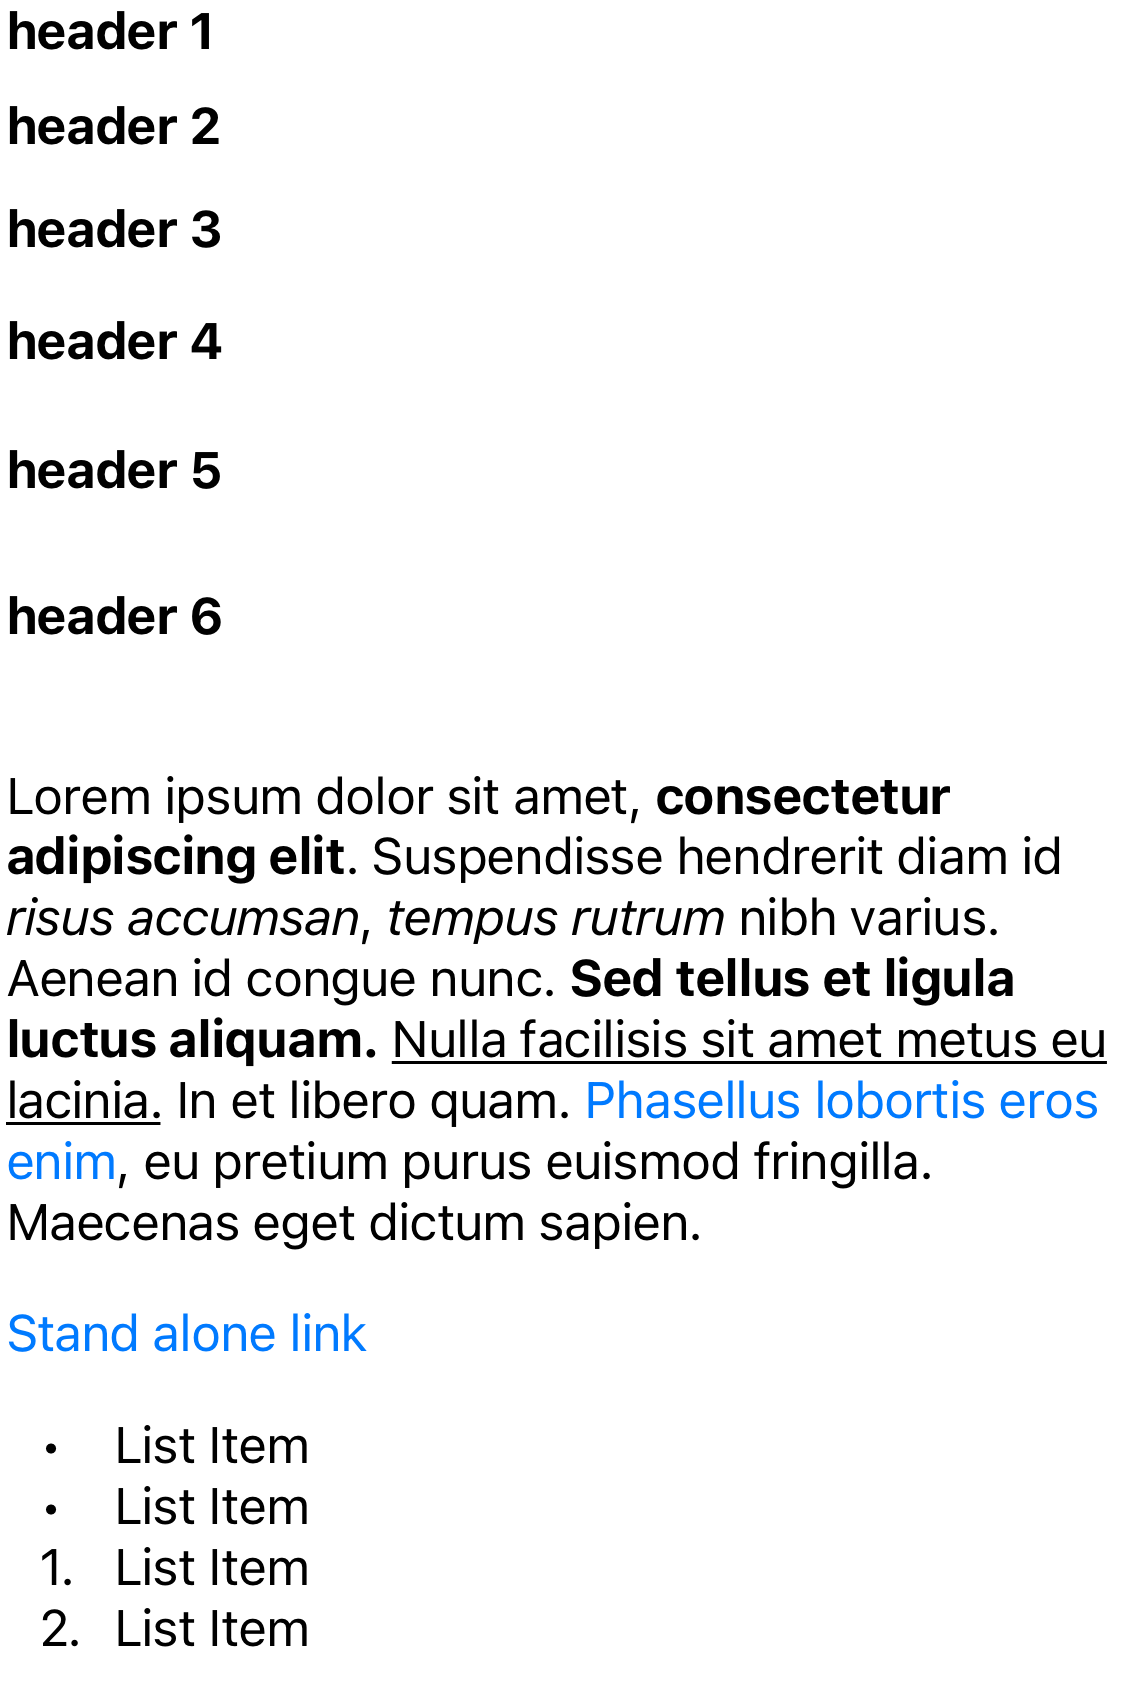 header 1
header 2
header 3
header 4
header 5
header 6
Lorem ipsum dolor sit amet, consectetur
adipiscing elit. Suspendisse hendrerit diam id
risus accumsan, tempus rutrum nibh varius.
Aenean id congue nunc. Sed tellus et ligula
luctus aliquam. Nulla facilisis sit amet metus eu
lacinia. In et libero quam. Phasellus lobortis eros
enim, eu pretium purus euismod fringilla.
Maecenas eget dictum sapien.
Stand alone link
• List Item
• List Item
1. List Item
2. List Item